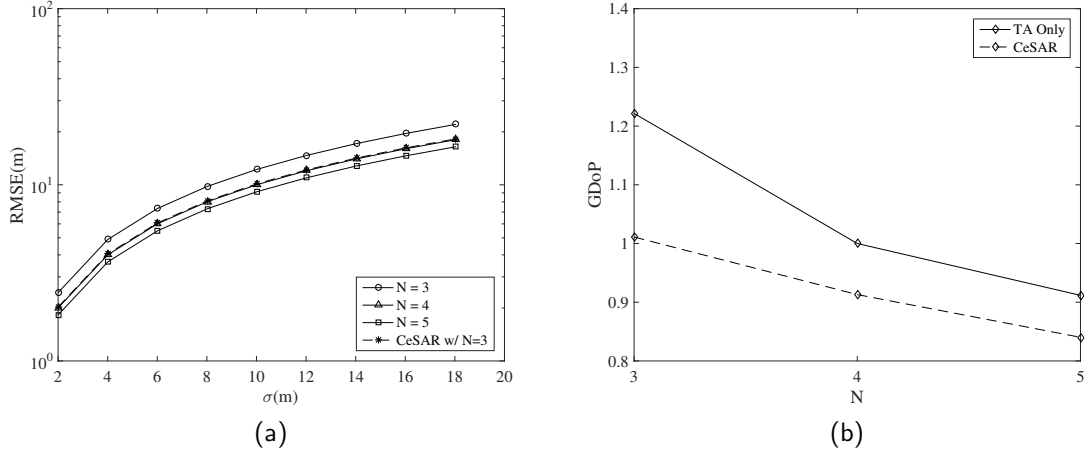 10^2
10^1
10^0
RMSE(m)
2 4 6 8 10 12 14 16 18 20
σ(m)
N = 3
N = 4
N = 5
CeSAR w/ N=3
(a)
1.4
1.3
1.2
1.1
1
0.9
0.8
GDoP
3 4 5
N
TA Only
CeSAR
(b)